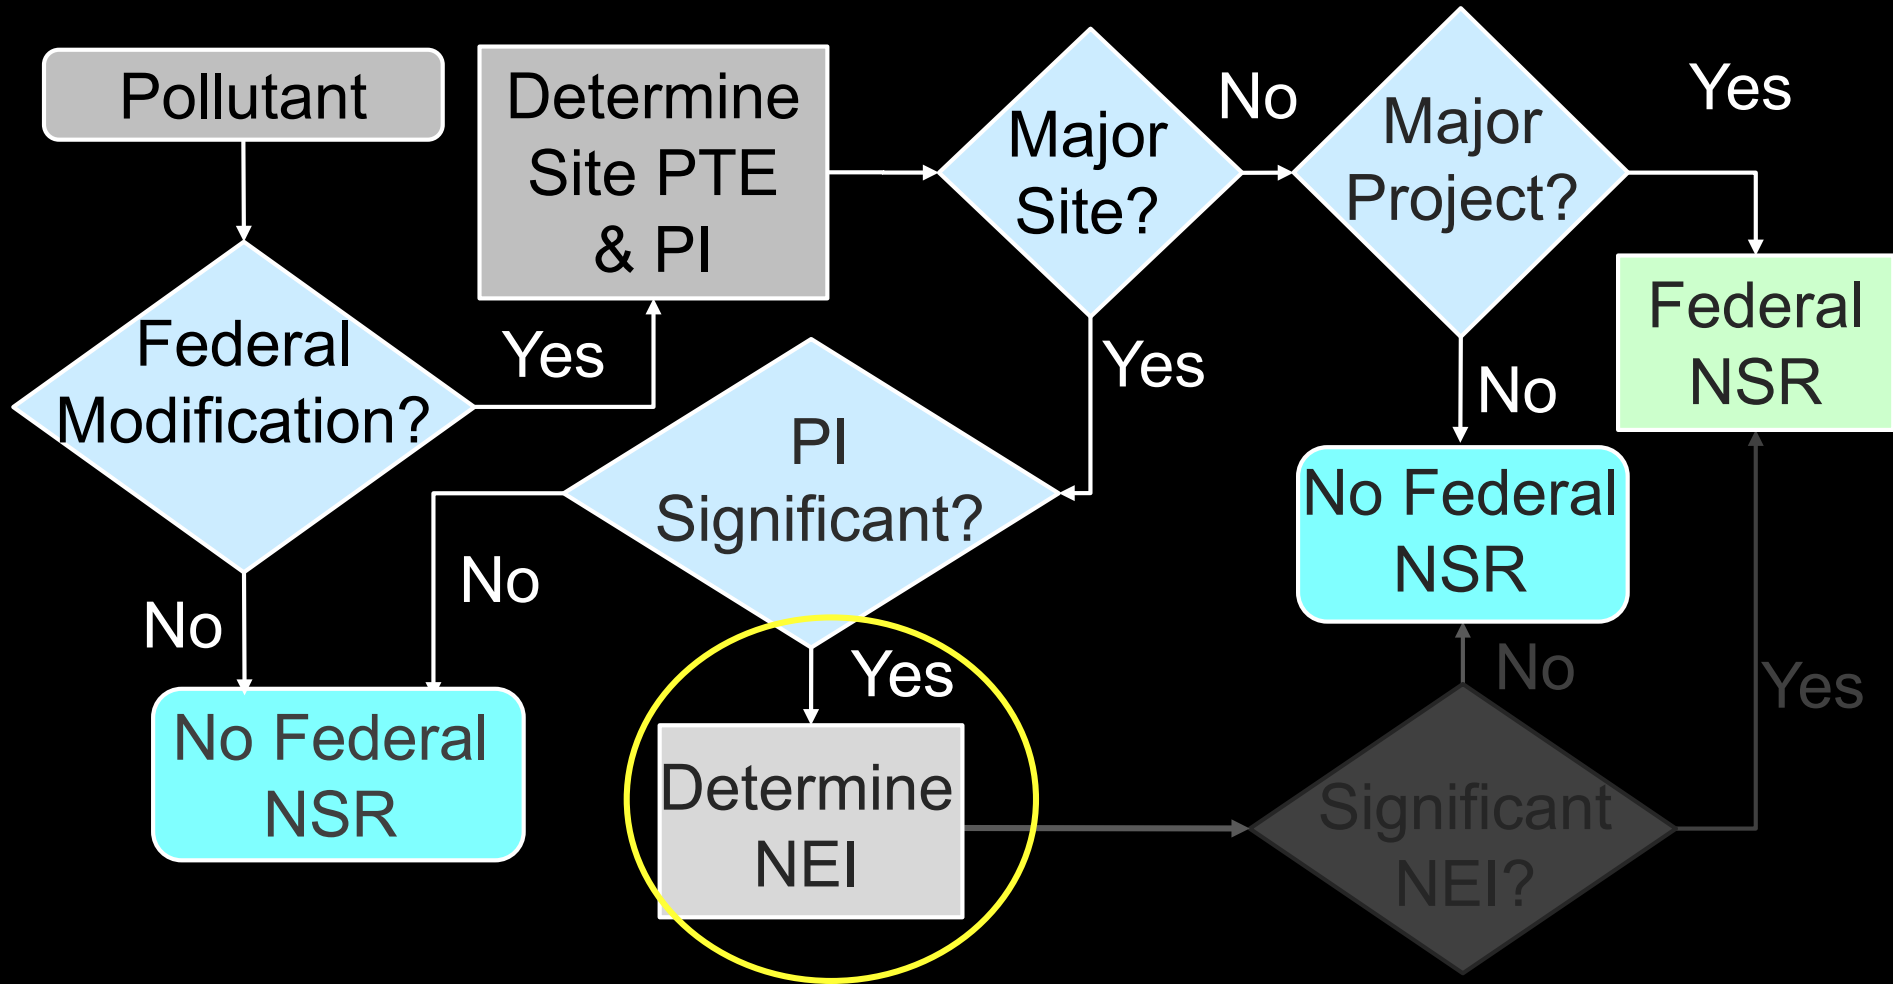 Pollutant
Federal
Modification?
No
Yes
Determine
Site PTE
& PI
Major
Site?
No
Yes
Major
Project?
Yes
No
Federal
NSR
No Federal
NSR
PI
Significant?
No
Yes
No Federal
NSR
Determine
NEI
Significant
NEI?
No
Yes